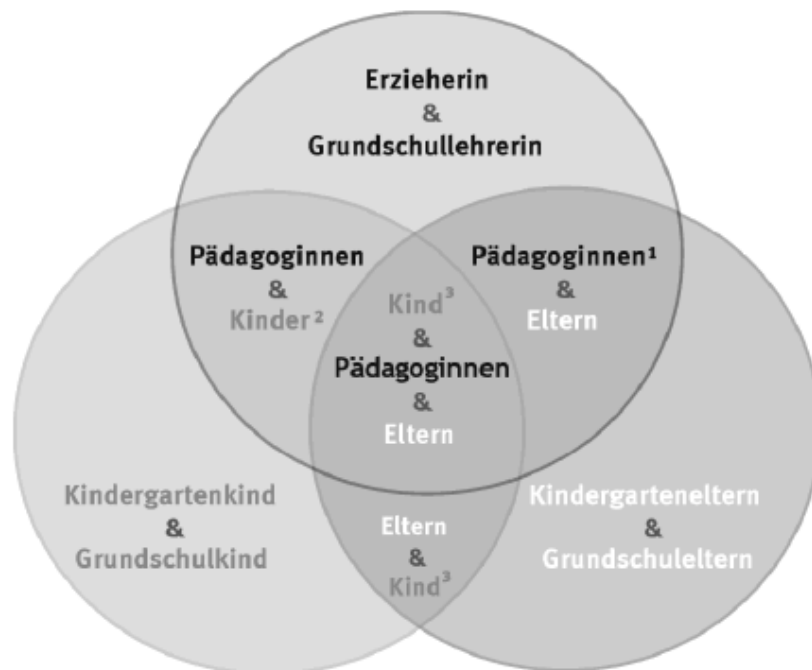 Erzieherin
&
Grundschullehrerin
Pädagoginnen
&
Kinder²
Pädagoginnen¹
&
Eltern
Kind³
&
Pädagoginnen
&
Eltern
Kindergartenkind
&
Grundschulkind
Eltern
&
Kind³
Kindergarteneltern
&
Grundschuleltern